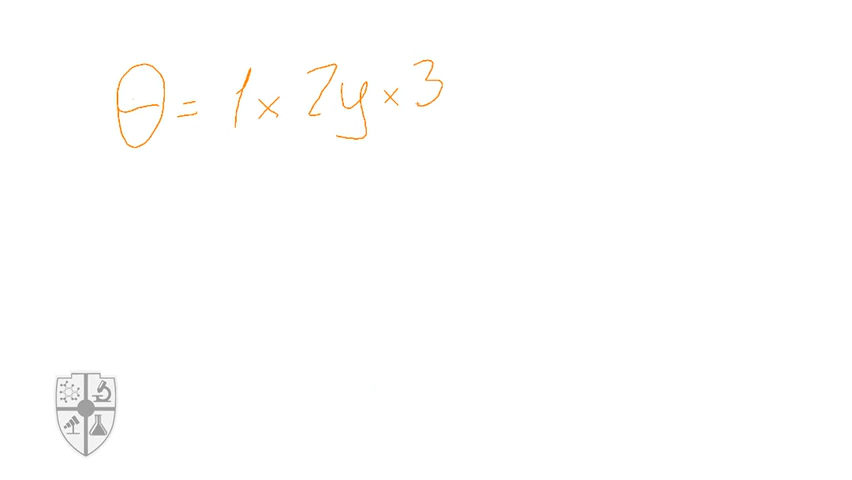 θ = 1 × 2y × 3